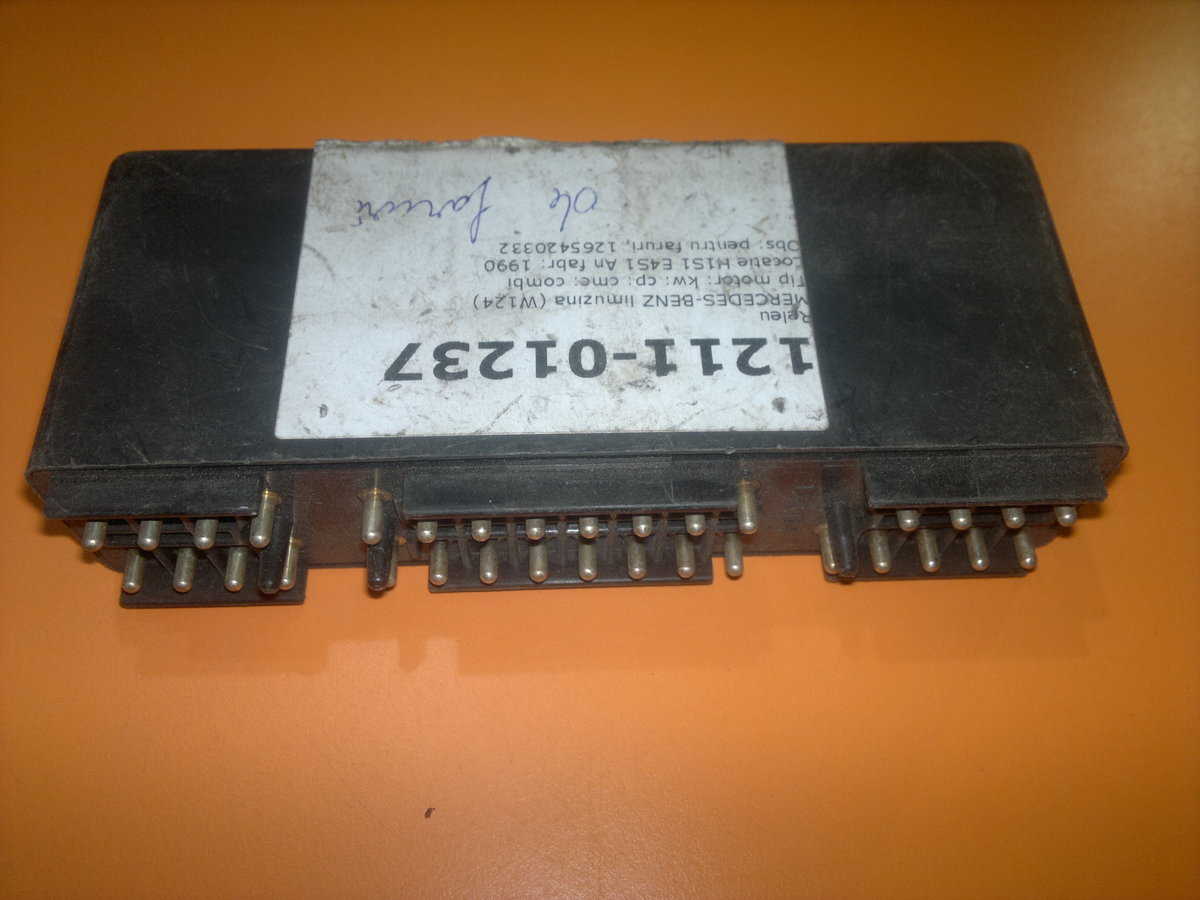 1211-01237
Releu
MERCEDES-BENZ limuzina (W124)
Tip motor: kw: cp: cmc: combi
Locatie H1S1 E4S1 An fabr: 1990
Obs: pentru faruri, 1265420332
De faruri